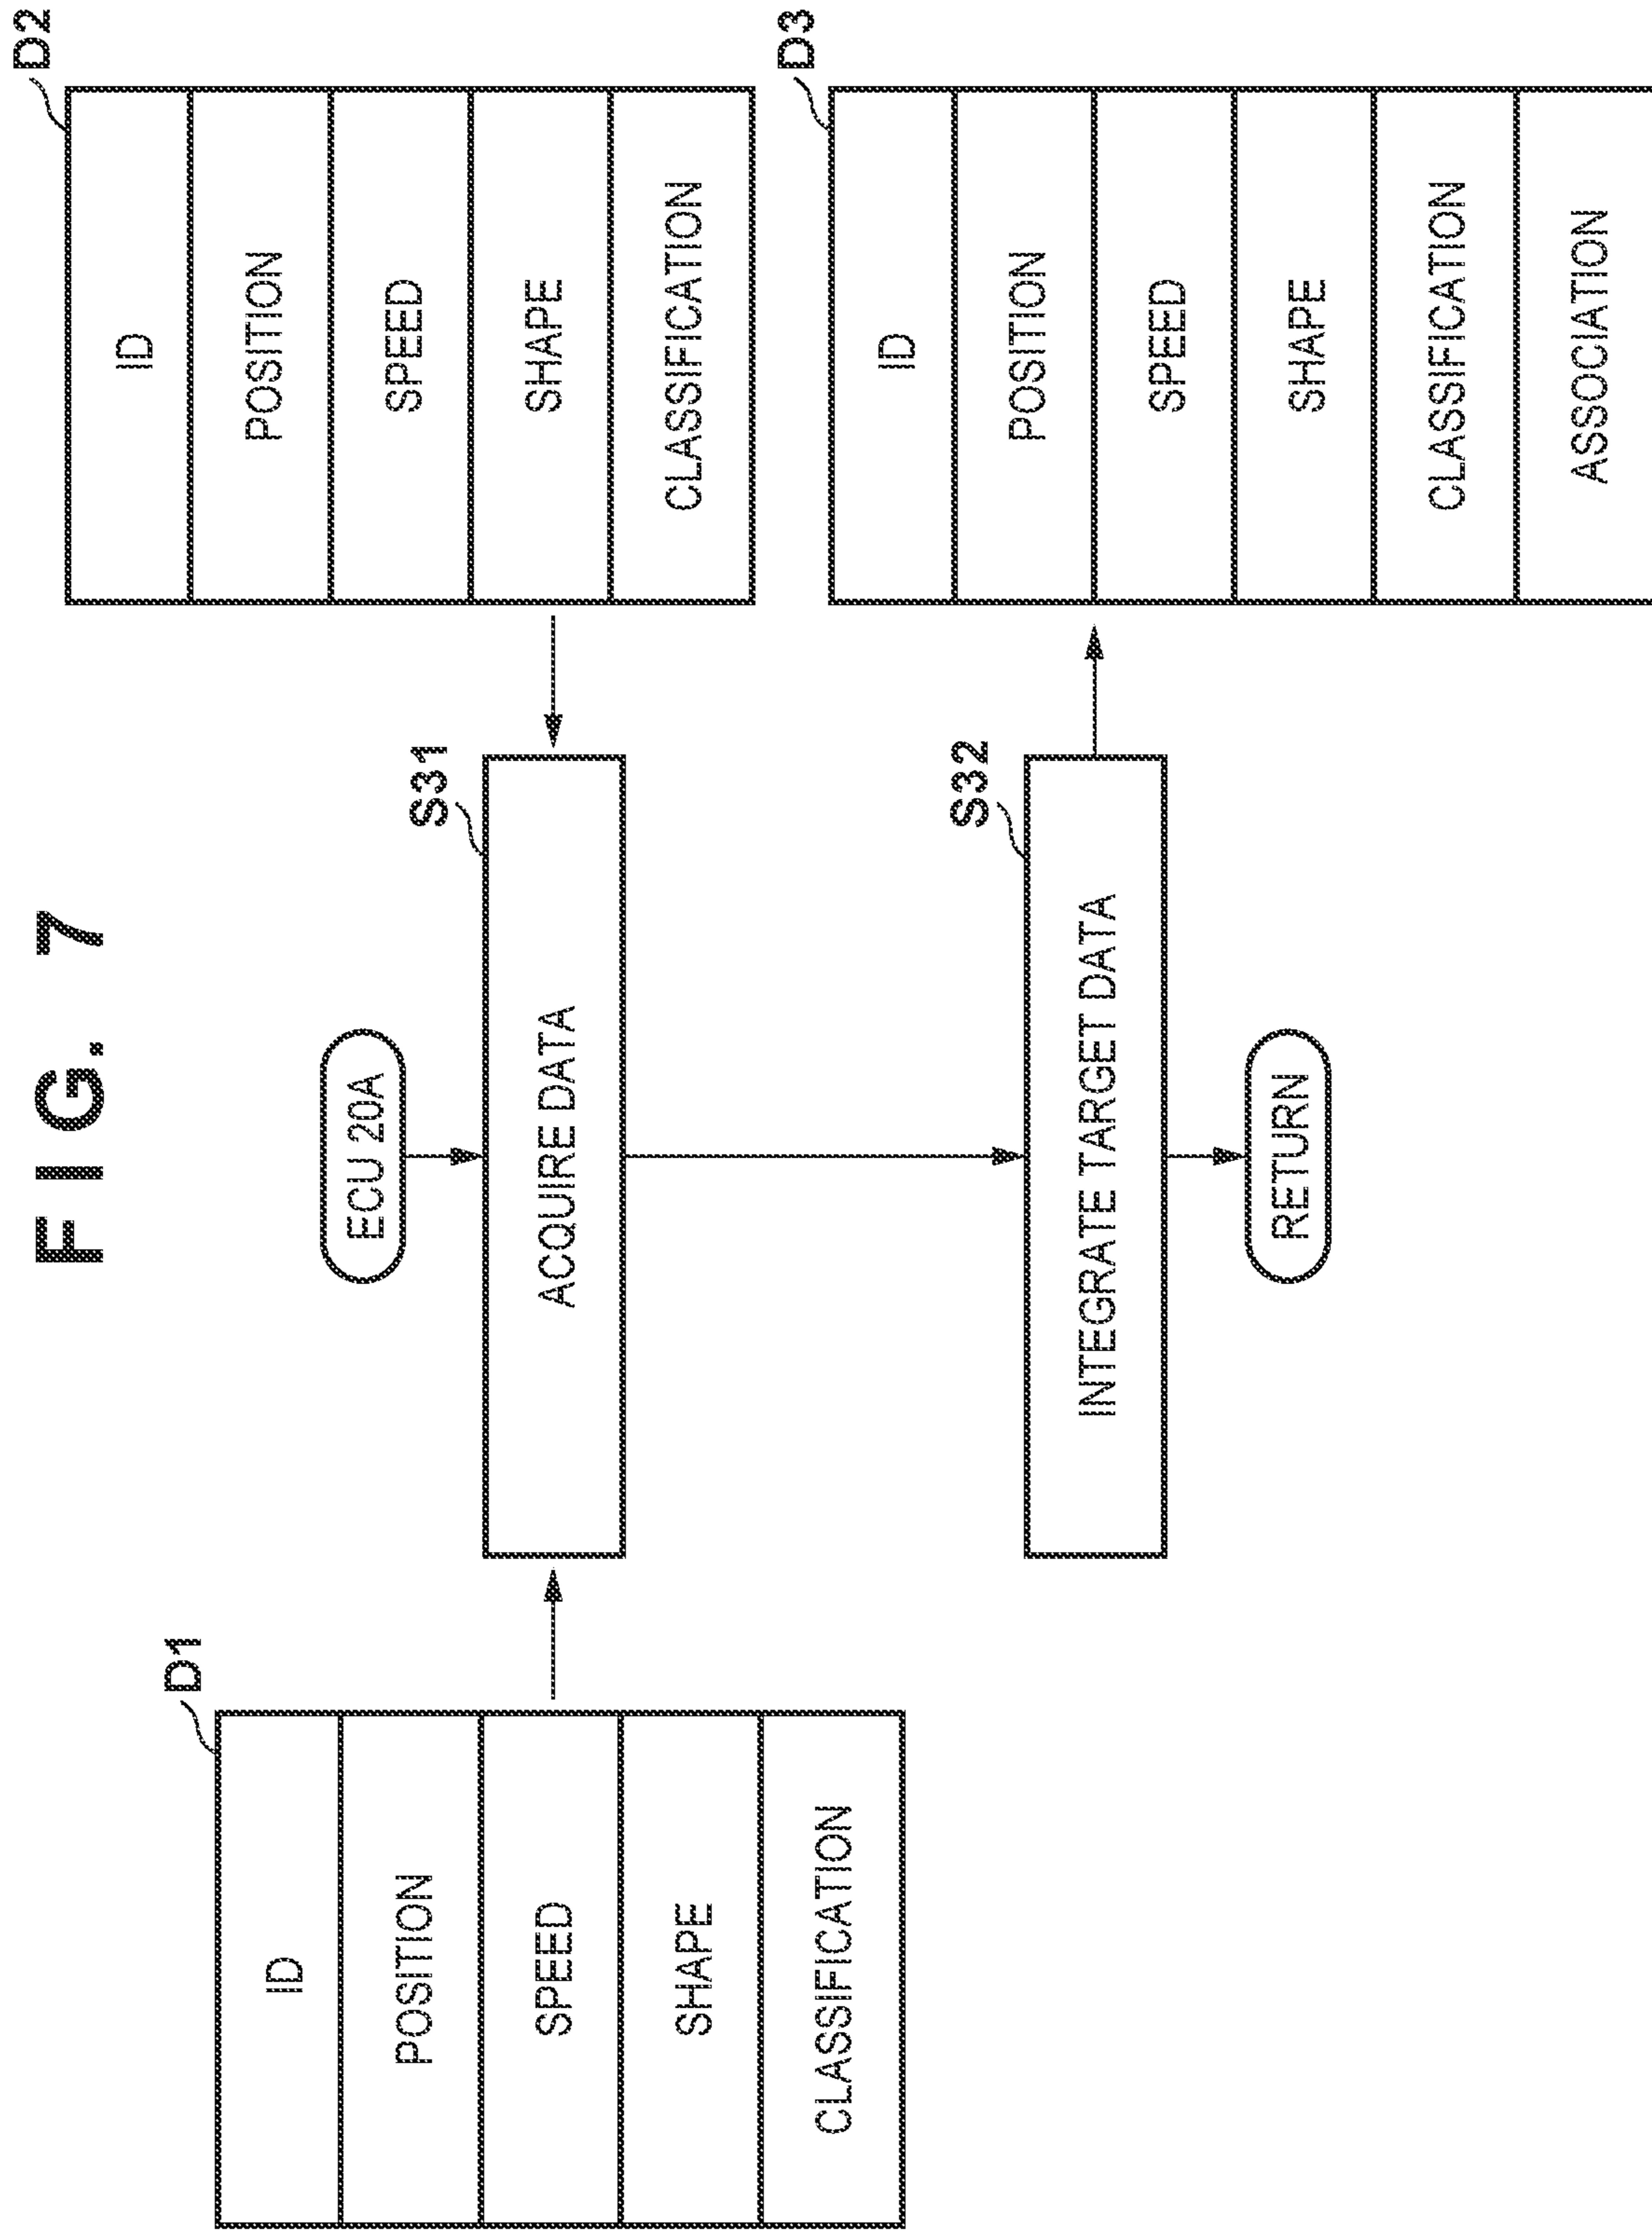 FIG. 7
ECU 20A
D1
ID
POSITION
SPEED
SHAPE
CLASSIFICATION
S31
ACQUIRE DATA
D2
ID
POSITION
SPEED
SHAPE
CLASSIFICATION
S32
INTEGRATE TARGET DATA
D3
ID
POSITION
SPEED
SHAPE
CLASSIFICATION
ASSOCIATION
RETURN